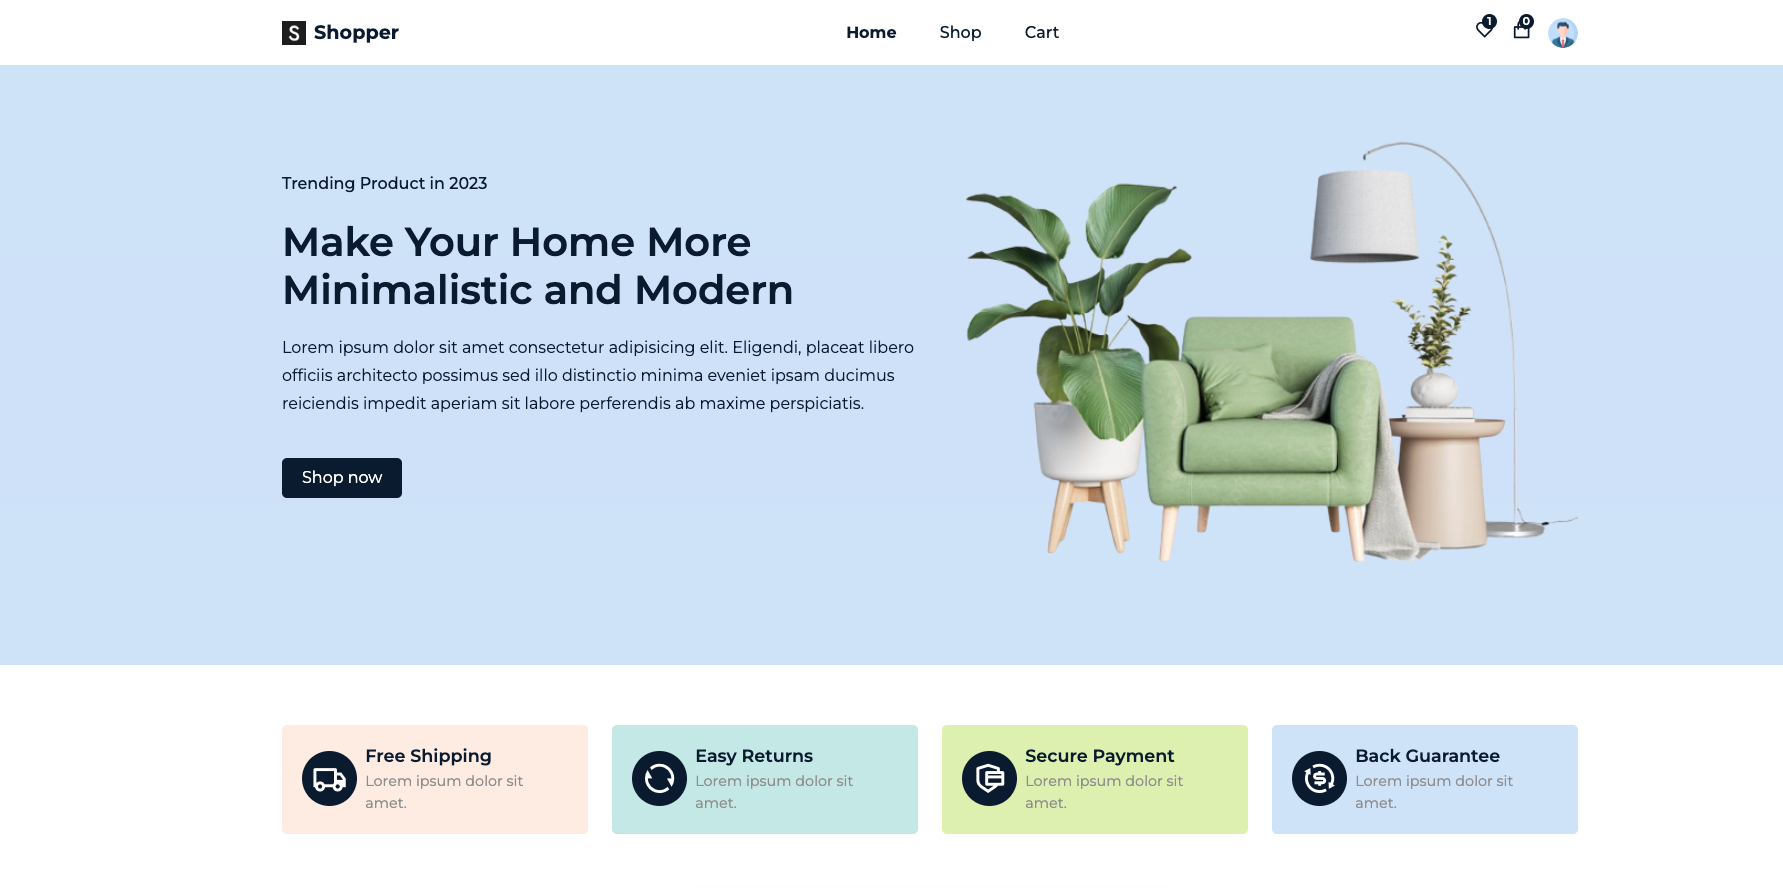 S Shopper
Home Shop Cart
1 0
Trending Product in 2023
Make Your Home More
Minimalistic and Modern
Lorem ipsum dolor sit amet consectetur adipisicing elit. Eligendi, placeat libero
officiis architecto possimus sed illo distinctio minima eveniet ipsam ducimus
reiciendis impedit aperiam sit labore perferendis ab maxime perspiciatis.
Shop now
Free Shipping
Lorem ipsum dolor sit
amet.
Easy Returns
Lorem ipsum dolor sit
amet.
Secure Payment
Lorem ipsum dolor sit
amet.
Back Guarantee
Lorem ipsum dolor sit
amet.